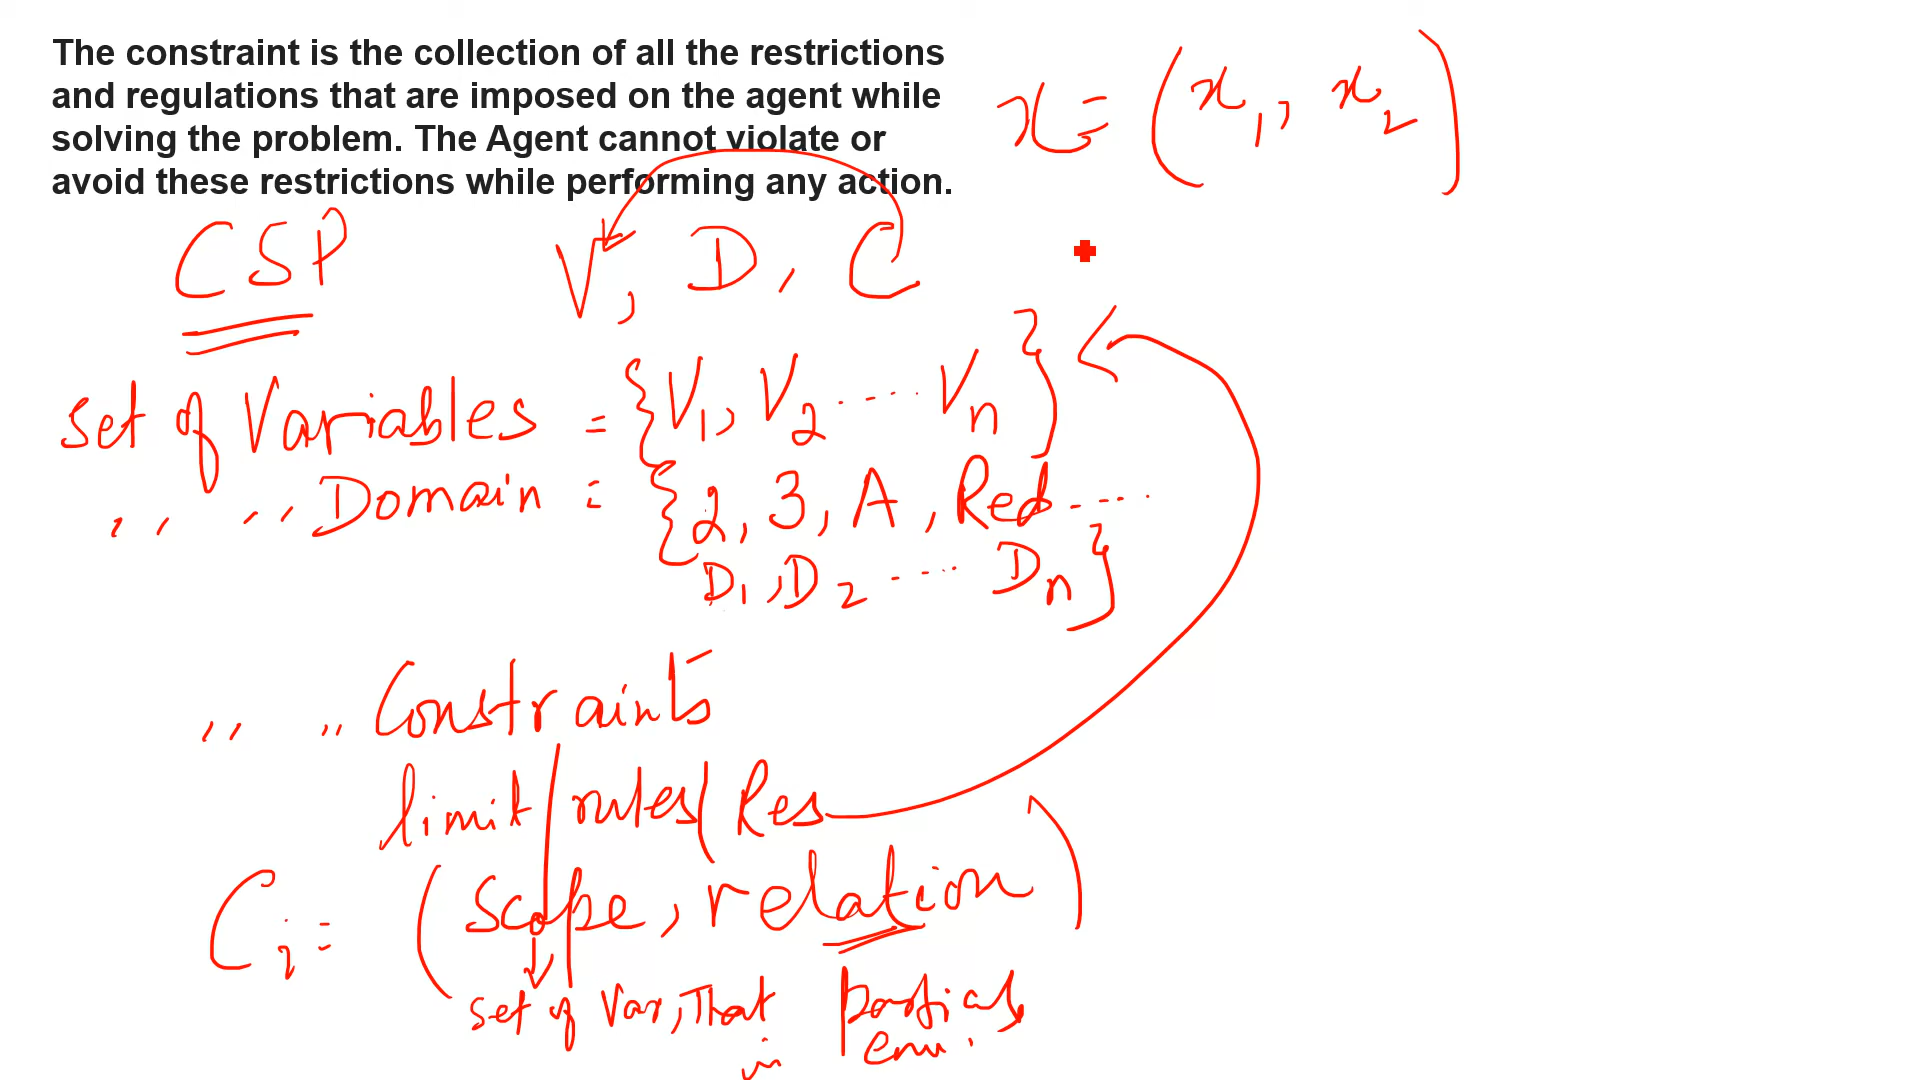 The constraint is the collection of all the restrictions
and regulations that are imposed on the agent while
solving the problem. The Agent cannot violate or
avoid these restrictions while performing any action.
x = (x1, x2)
CSP V, D, C
set of Variables = {V1, V2 .... Vn}
,, ,, Domain = {2, 3, A, Red ....
D1, D2 .... Dn}
,, ,, Constraints
limit/rules/Res
Ci = (scope, relation)
set of Var, That
in